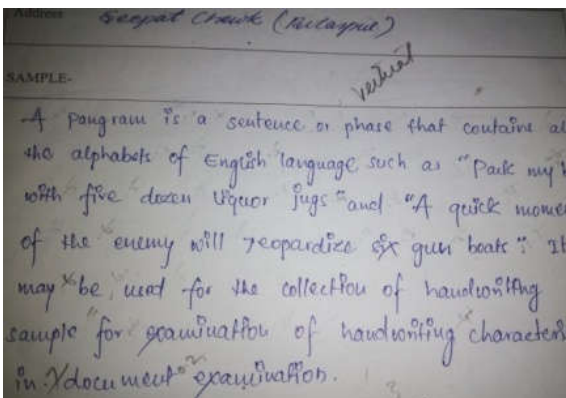 Address Seepat Chowk (Bilaspur)
vertical
SAMPLE-
A pangram is a sentence or phase that contains al
the alphabets of English language such as "Pack my
with five dozen liquor jugs" and "A quick mome
of the enemy will jeopardize six gun boats". It
may be, used for the collection of handwriting
sample for examination of handwriting characters
in document examination.